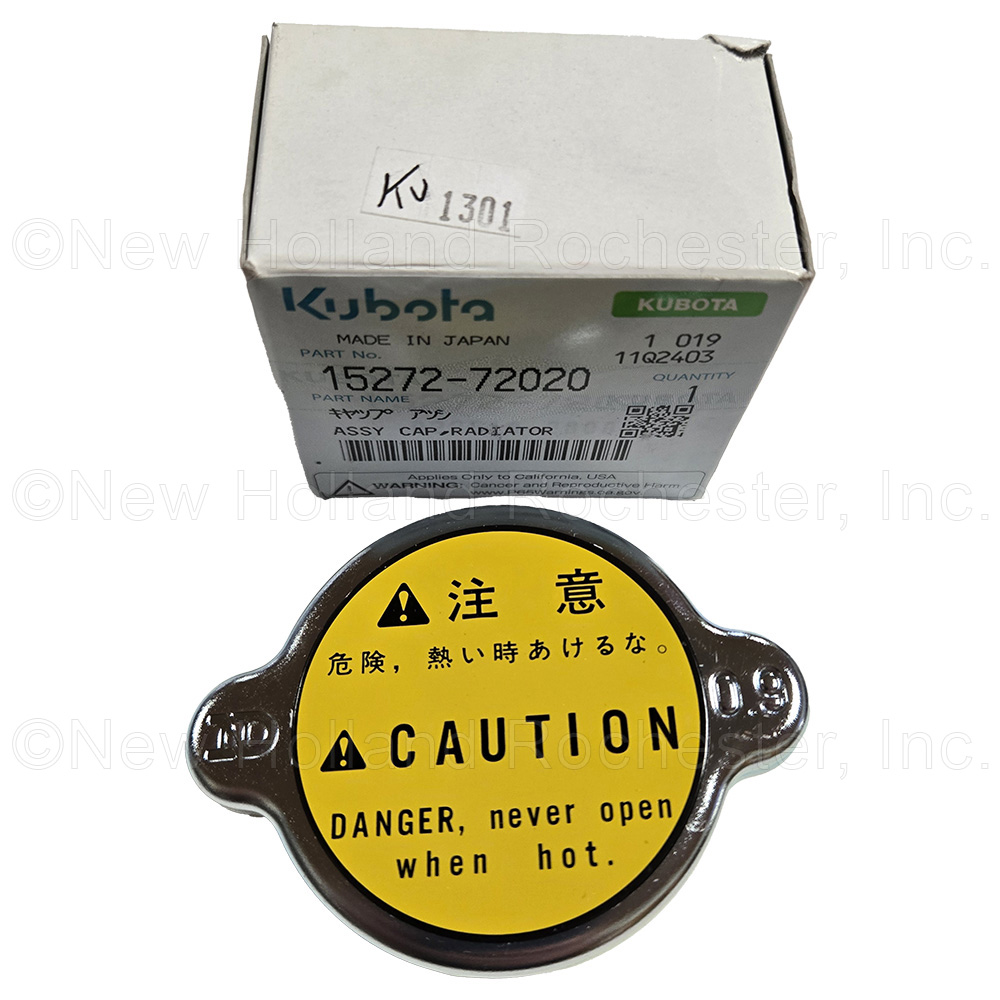 Ku 1301
©New Holland Rochester, Inc.
Kubota
KUBOTA
MADE IN JAPAN
1 019
PART No.
11Q2403
15272-72020
QUANTITY
1
PART NAME
キヤツプ アツシ
ASSY CAP,RADIATOR
Applies Only to California, USA
WARNING: Cancer and Reproductive Harm
www.P65Warnings.ca.gov
©New Holland Rochester, Inc.
注 意
危険，熱い時あけるな。
0.9
©New Holland Rochester, Inc.
CAUTION
DANGER, never open
when hot.